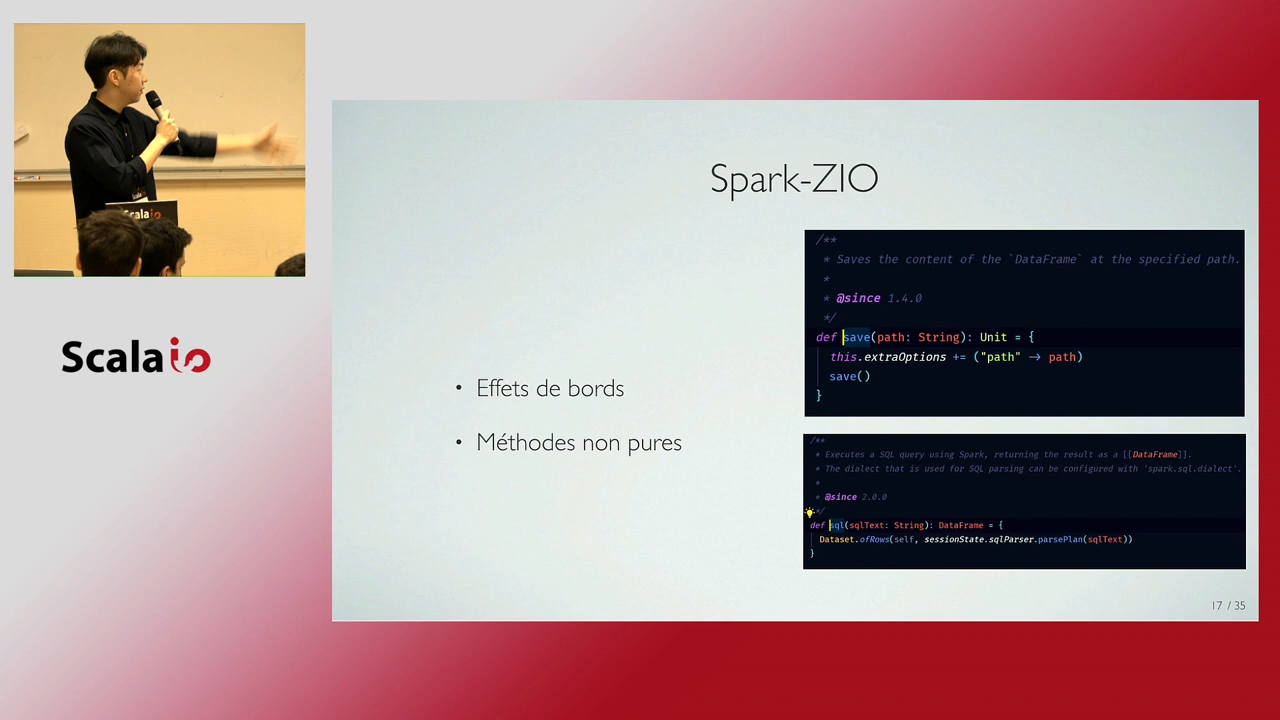 Scalaio
Scalaio
Spark-ZIO
• Effets de bords
• Méthodes non pures
/**
* Saves the content of the `DataFrame` at the specified path.
*
* @since 1.4.0
*/
def save(path: String): Unit = {
this.extraOptions += ("path" → path)
save()
}
/**
* Executes a SQL query using Spark, returning the result as a [[DataFrame]].
* The dialect that is used for SQL parsing can be configured with 'spark.sql.dialect'.
*
* @since 2.0.0
*/
def sql(sqlText: String): DataFrame = {
Dataset.ofRows(self, sessionState.sqlParser.parsePlan(sqlText))
}
17 / 35